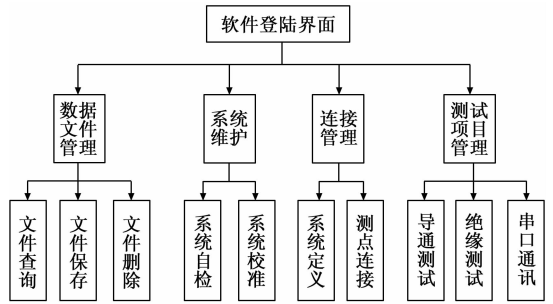 软件登陆界面
数据
文件
管理
系统
维护
连接
管理
测试
项目
管理
文件查询
文件保存
文件删除
系统自检
系统校准
系统定义
测点连接
导通测试
绝缘测试
串口通讯